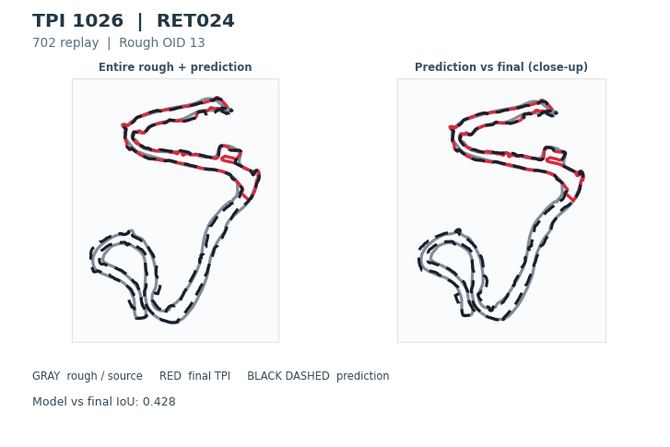 TPI 1026 | RET024
702 replay | Rough OID 13
Entire rough + prediction
Prediction vs final (close-up)
GRAY rough / source RED final TPI BLACK DASHED prediction
Model vs final IoU: 0.428